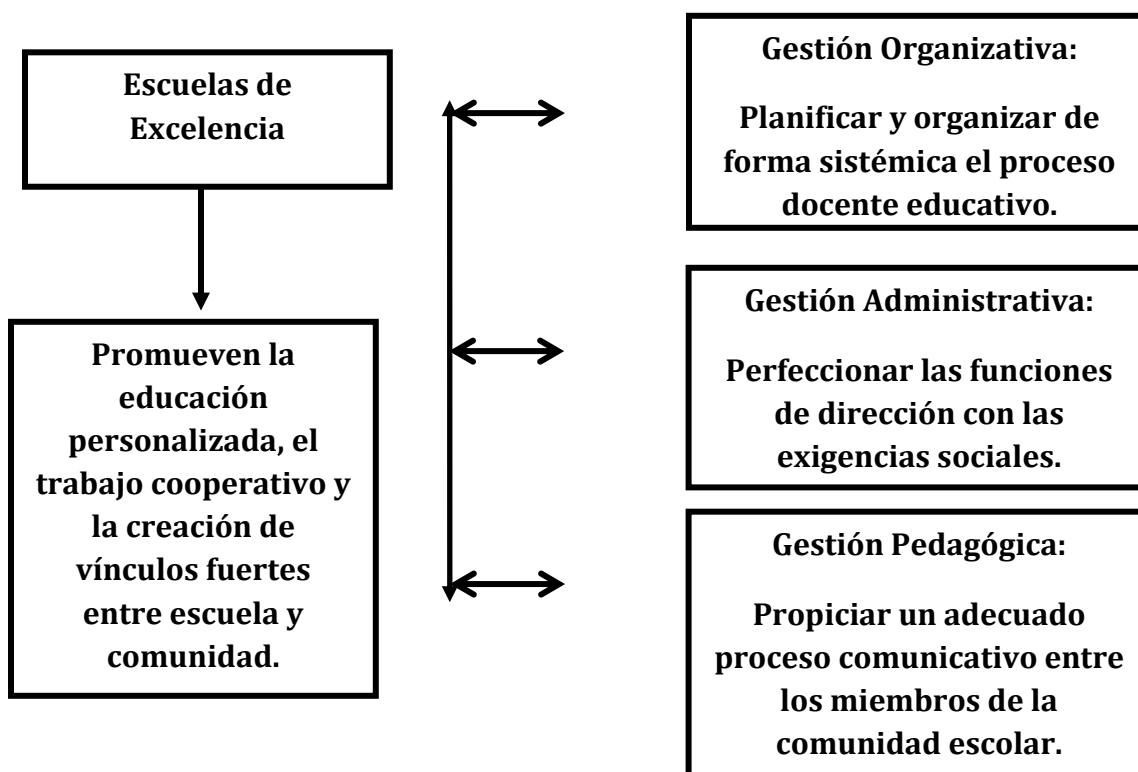 Escuelas de
Excelencia
Promueven la
educación
personalizada, el
trabajo cooperativo y
la creación de
vínculos fuertes
entre escuela y
comunidad.
Gestión Organizativa:
Planificar y organizar de
forma sistémica el proceso
docente educativo.
Gestión Administrativa:
Perfeccionar las funciones
de dirección con las
exigencias sociales.
Gestión Pedagógica:
Propiciar un adecuado
proceso comunicativo entre
los miembros de la
comunidad escolar.